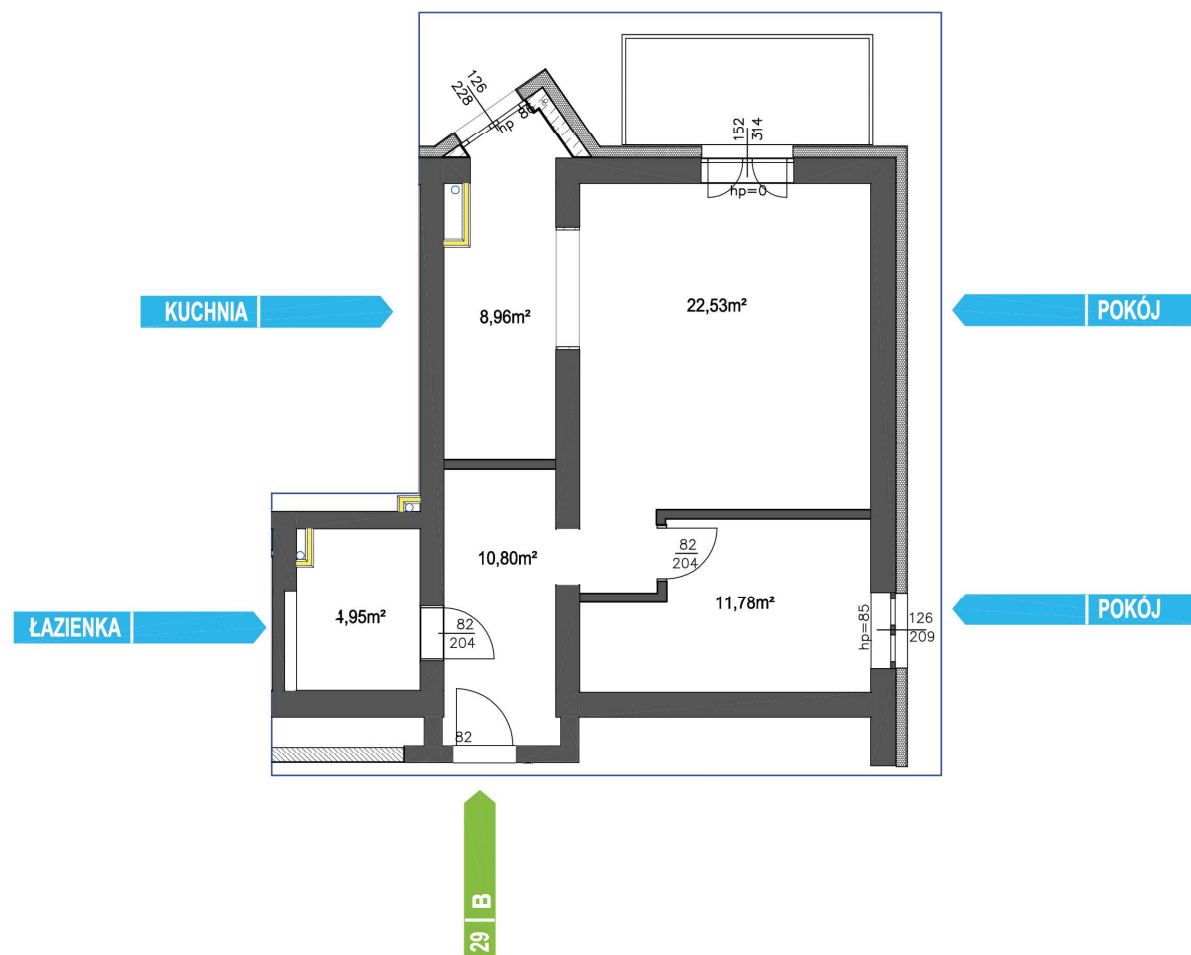 126
228
hp 86
152
314
hp=0
KUCHNIA
8,96m²
22,53m²
POKÓJ
10,80m²
82
204
11,78m²
POKÓJ
hp=85
126
209
ŁAZIENKA
4,95m²
82
204
82
29 | B